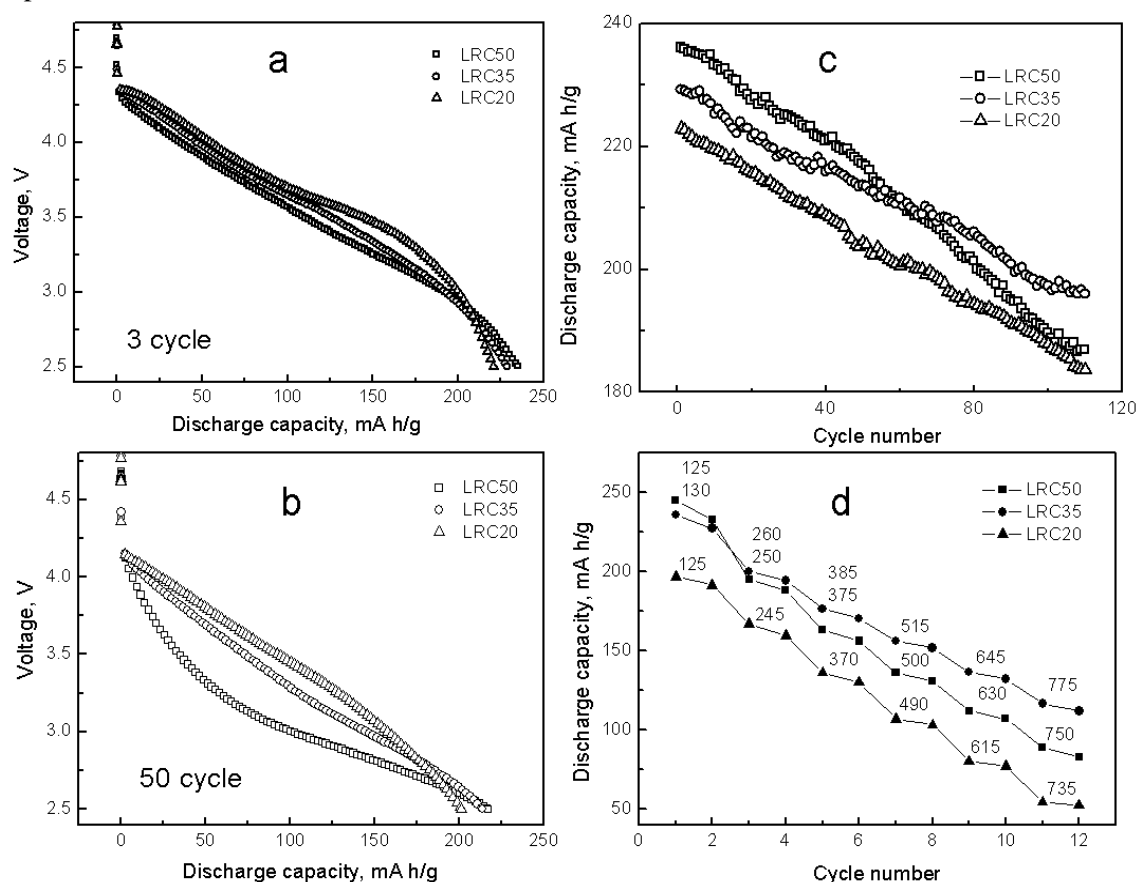 a
LRC50
LRC35
LRC20
4.5
4.0
3.5
3.0
2.5
Voltage, V
3 cycle
0
50
100
150
200
250
Discharge capacity, mA h/g
c
LRC50
LRC35
LRC20
240
220
200
180
Discharge capacity, mA h/g
0
40
80
120
Cycle number
b
LRC50
LRC35
LRC20
4.5
4.0
3.5
3.0
2.5
Voltage, V
50 cycle
0
50
100
150
200
250
Discharge capacity, mA h/g
d
LRC50
LRC35
LRC20
250
200
150
100
50
Discharge capacity, mA h/g
125
130
260
250
385
375
515
500
645
630
775
750
125
245
370
490
615
735
0
2
4
6
8
10
12
Cycle number